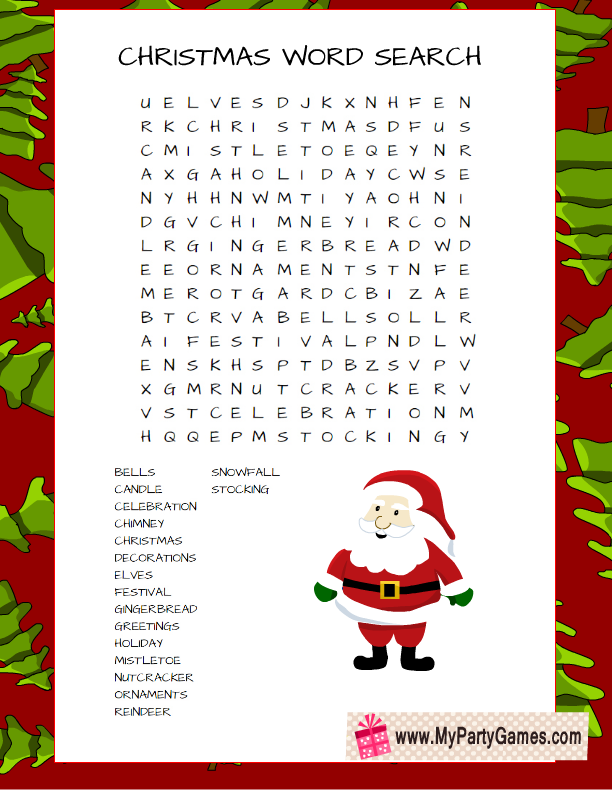 CHRISTMAS WORD SEARCH
U E L V E S D J K X N H F E N
R K C H R I S T M A S D F U S
C M I S T L E T O E Q E Y N R
A X G A H O L I D A Y C W S E
N Y H H N W M T I Y A O H N I
D G V C H I M N E Y I R C O N
L R G I N G E R B R E A D W D
E E O R N A M E N T S T N F E
M E R O T G A R D C B I Z A E
B T C R V A B E L L S O L L R
A I F E S T I V A L P N D L W
E N S K H S P T D B Z S V P V
X G M R N U T C R A C K E R V
V S T C E L E B R A T I O N M
H Q Q E P M S T O C K I N G Y
BELLS SNOWFALL
CANDLE STOCKING
CELEBRATION
CHIMNEY
CHRISTMAS
DECORATIONS
ELVES
FESTIVAL
GINGERBREAD
GREETINGS
HOLIDAY
MISTLETOE
NUTCRACKER
ORNAMENTS
REINDEER
www.MyPartyGames.com